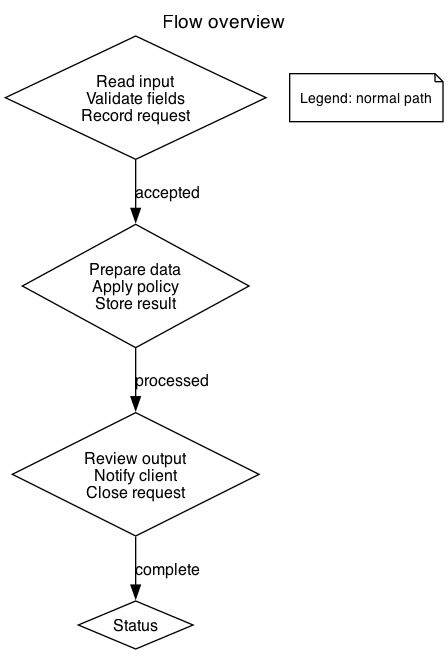 Flow overview
Read input
Validate fields
Record request
Legend: normal path
accepted
Prepare data
Apply policy
Store result
processed
Review output
Notify client
Close request
complete
Status